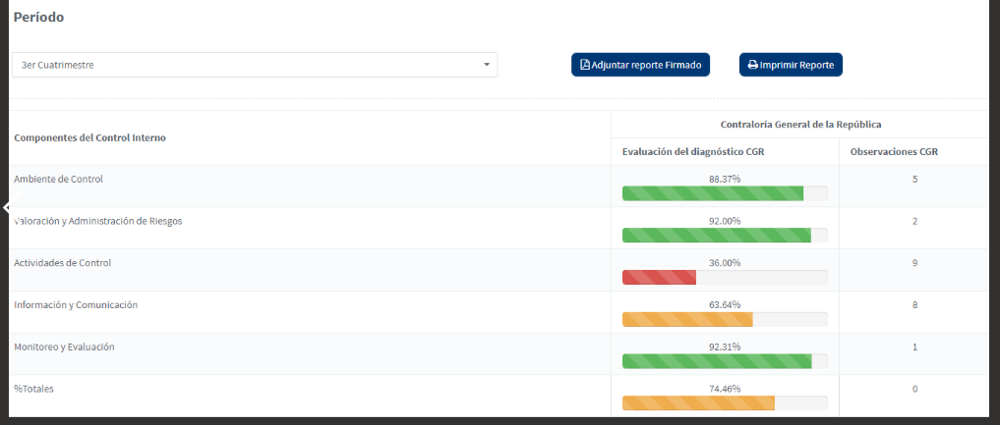 Período
3er Cuatrimestre
Adjuntar reporte Firmado
Imprimir Reporte
Componentes del Control Interno
Contraloría General de la República
Evaluación del diagnóstico CGR
Observaciones CGR
Ambiente de Control
88.37%
5
Valoración y Administración de Riesgos
92.00%
2
Actividades de Control
36.00%
9
Información y Comunicación
63.64%
8
Monitoreo y Evaluación
92.31%
1
%Totales
74.46%
0